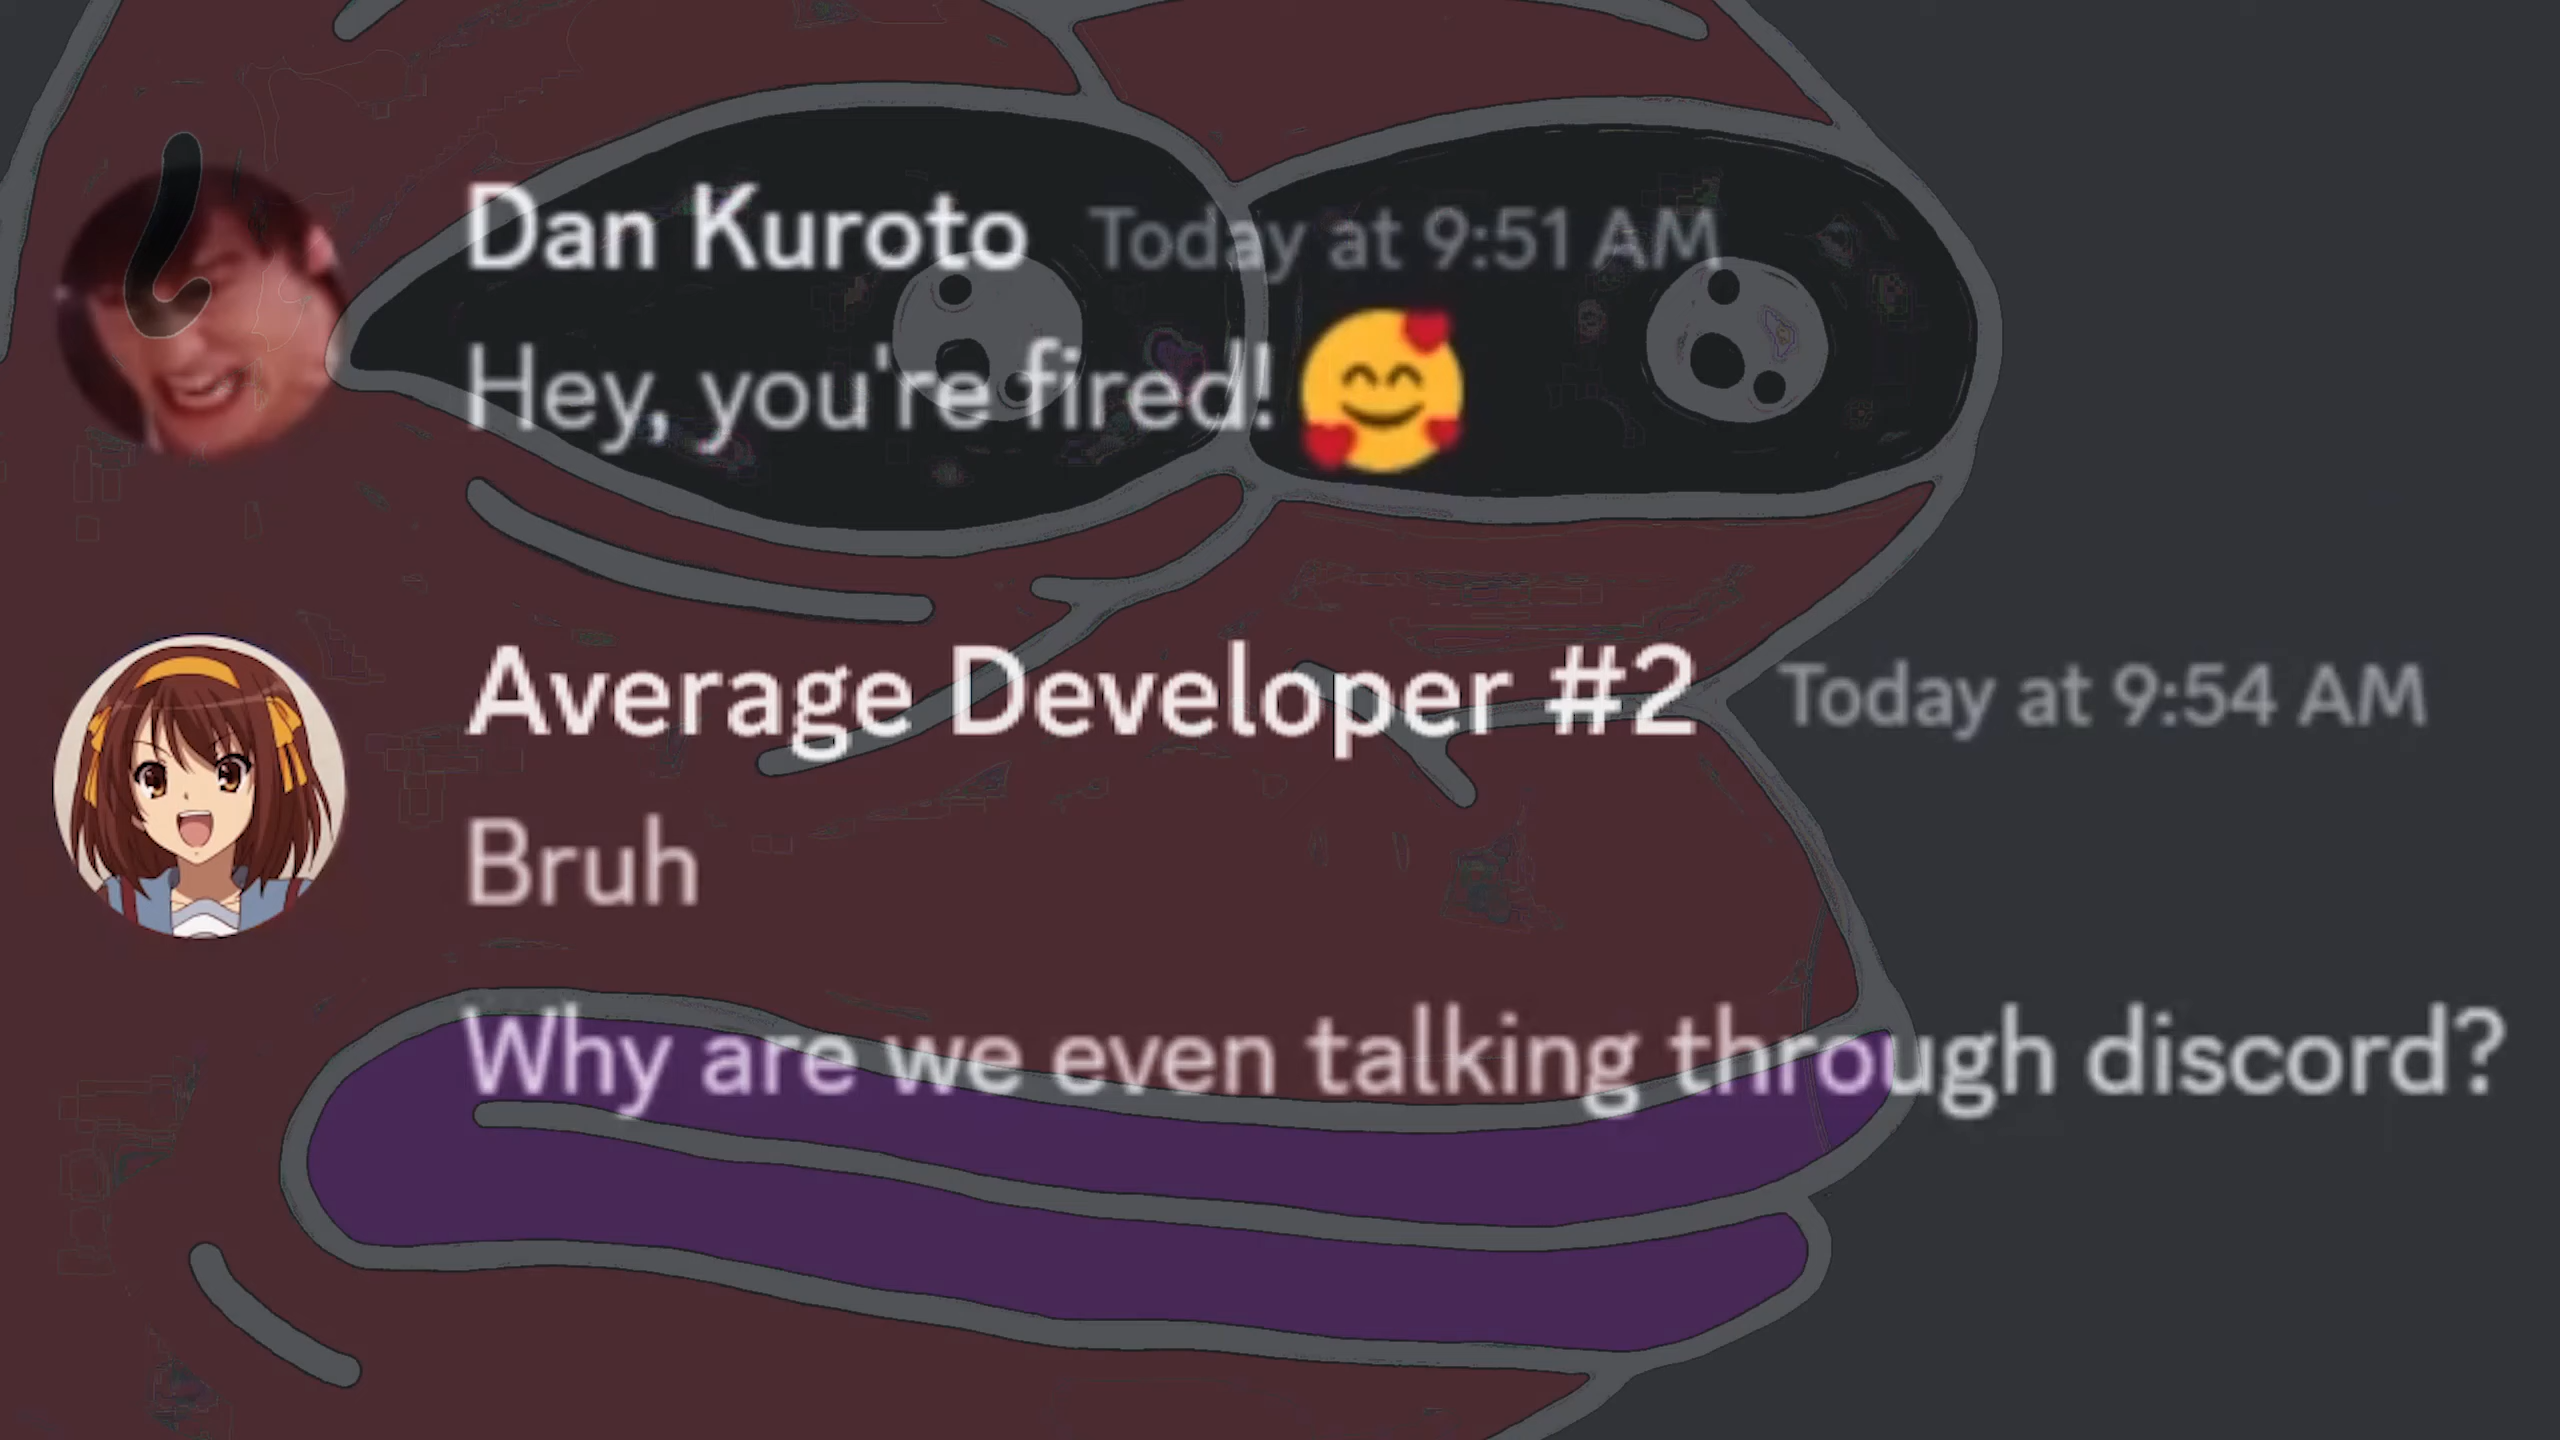 Dan Kuroto Today at 9:51 AM
Hey, you're fired! 🥰
Average Developer #2 Today at 9:54 AM
Bruh
Why are we even talking through discord?